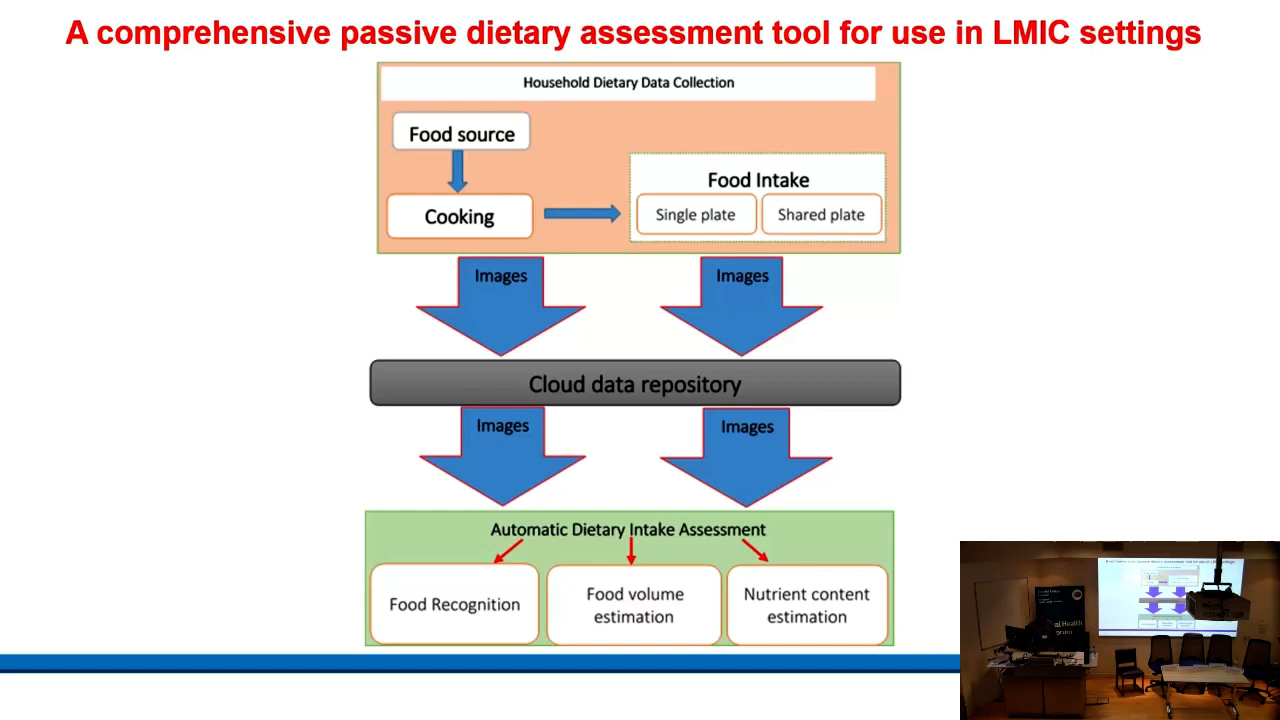 A comprehensive passive dietary assessment tool for use in LMIC settings
Household Dietary Data Collection
Food source
Cooking
Food Intake
Single plate
Shared plate
Images
Images
Cloud data repository
Images
Images
Automatic Dietary Intake Assessment
Food Recognition
Food volume
estimation
Nutrient content
estimation